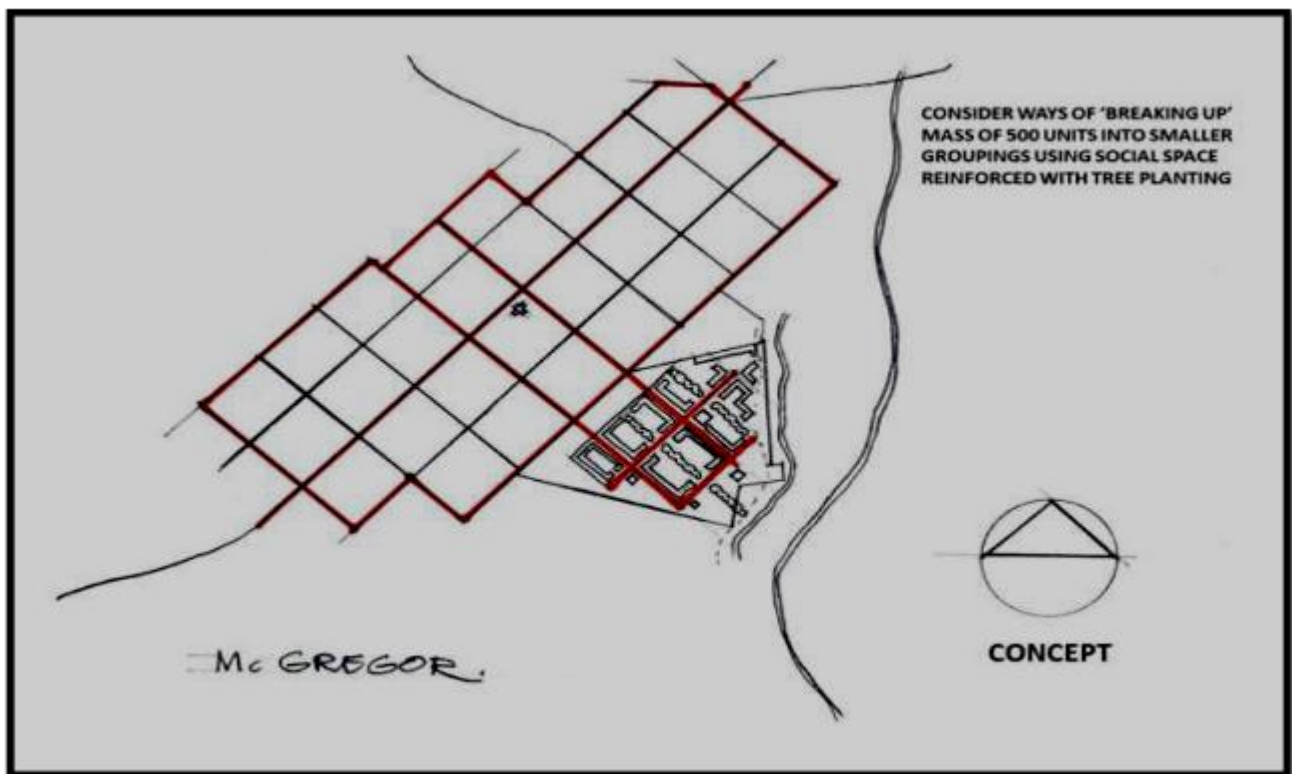 CONSIDER WAYS OF 'BREAKING UP'
MASS OF 500 UNITS INTO SMALLER
GROUPINGS USING SOCIAL SPACE
REINFORCED WITH TREE PLANTING
CONCEPT
Mc GREGOR.